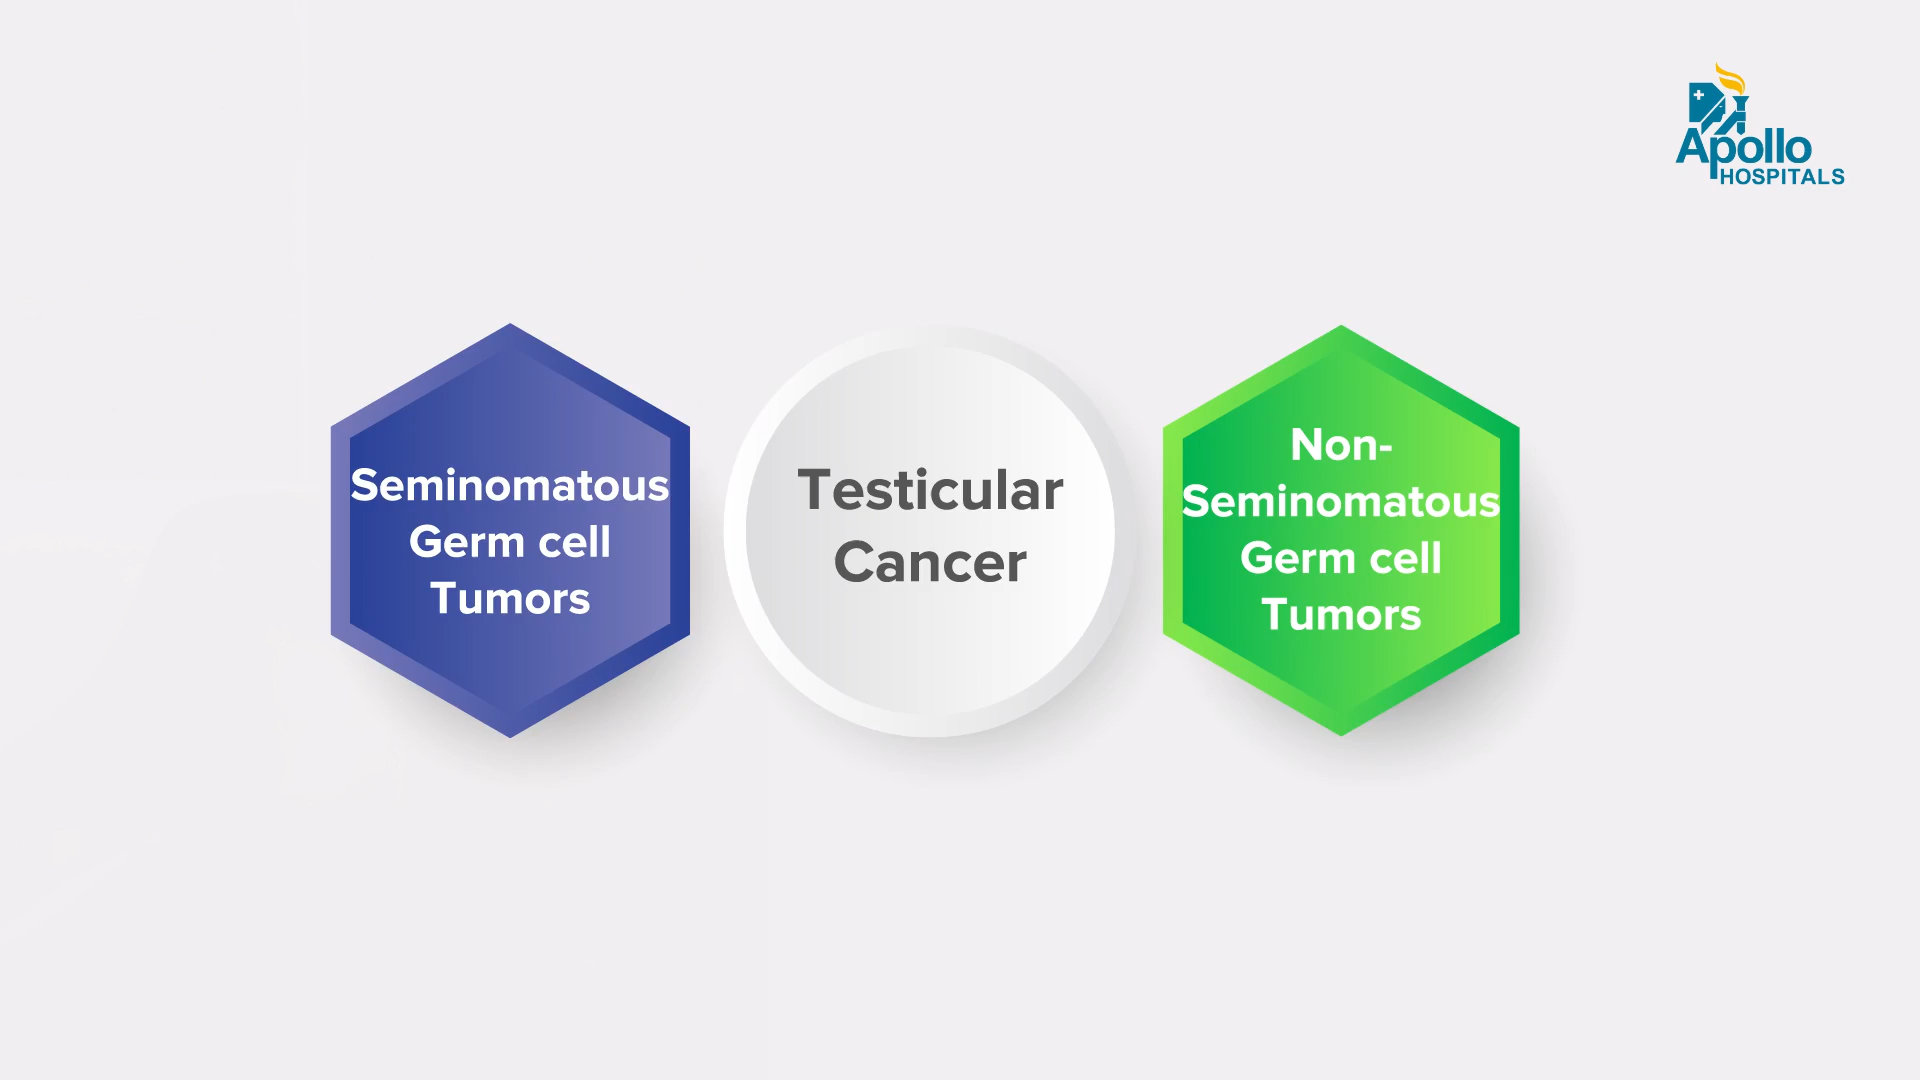 Apollo
HOSPITALS
Seminomatous
Germ cell
Tumors
Testicular
Cancer
Non-
Seminomatous
Germ cell
Tumors